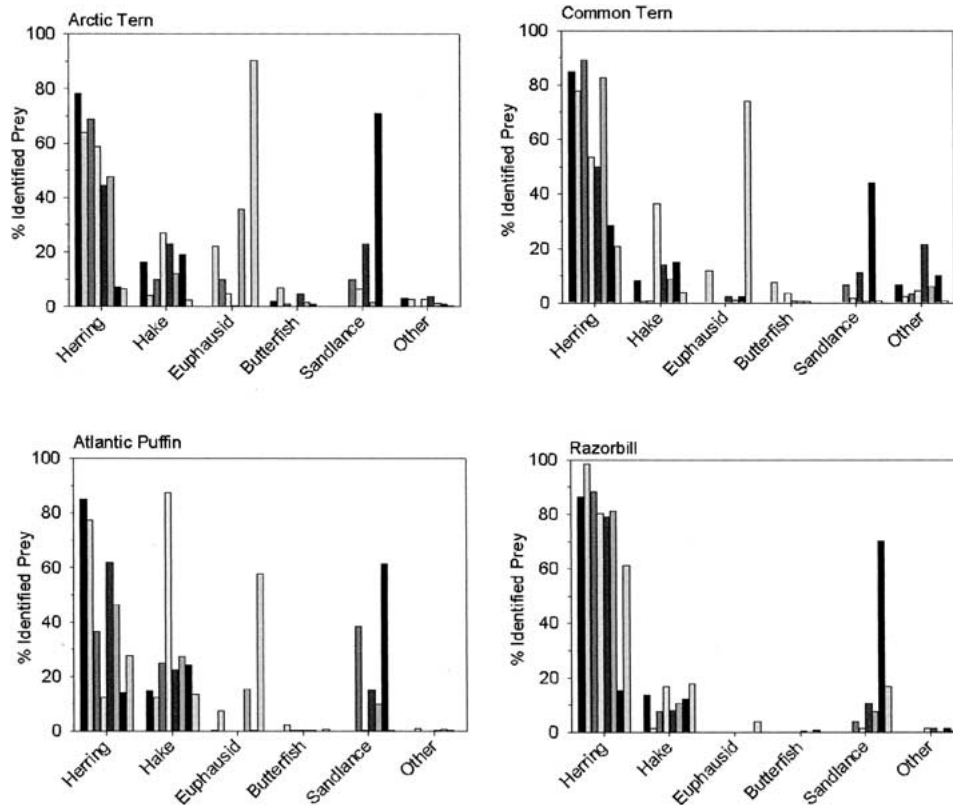 Arctic Tern
% Identified Prey
100
80
60
40
20
0
Herring
Hake
Euphausid
Butterfish
Sandlance
Other
Common Tern
% Identified Prey
100
80
60
40
20
0
Herring
Hake
Euphausid
Butterfish
Sandlance
Other
Atlantic Puffin
% Identified Prey
100
80
60
40
20
0
Herring
Hake
Euphausid
Butterfish
Sandlance
Other
Razorbill
% Identified Prey
100
80
60
40
20
0
Herring
Hake
Euphausid
Butterfish
Sandlance
Other